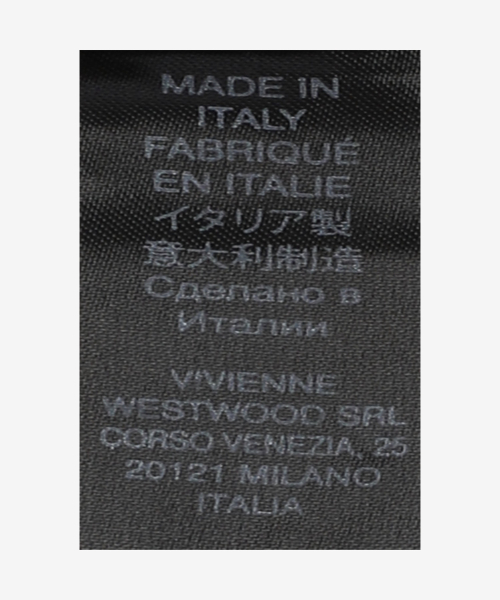 MADE IN
ITALY
FABRIQUÉ
EN ITALIE
イタリア製
意大利制造
Сделано в
Италии
VIVIENNE
WESTWOOD SRL
CORSO VENEZIA, 25
20121 MILANO
ITALIA